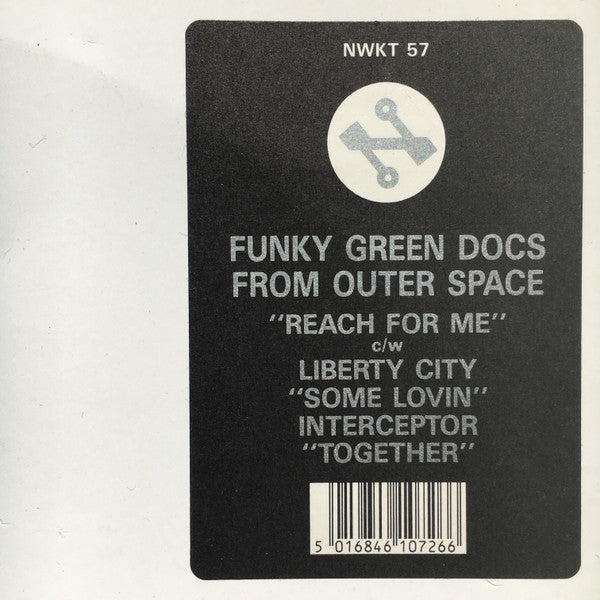 NWKT 57
FUNKY GREEN DOCS
FROM OUTER SPACE
"REACH FOR ME"
c/w
LIBERTY CITY
"SOME LOVIN"
INTERCEPTOR
"TOGETHER"
5 016846 107266